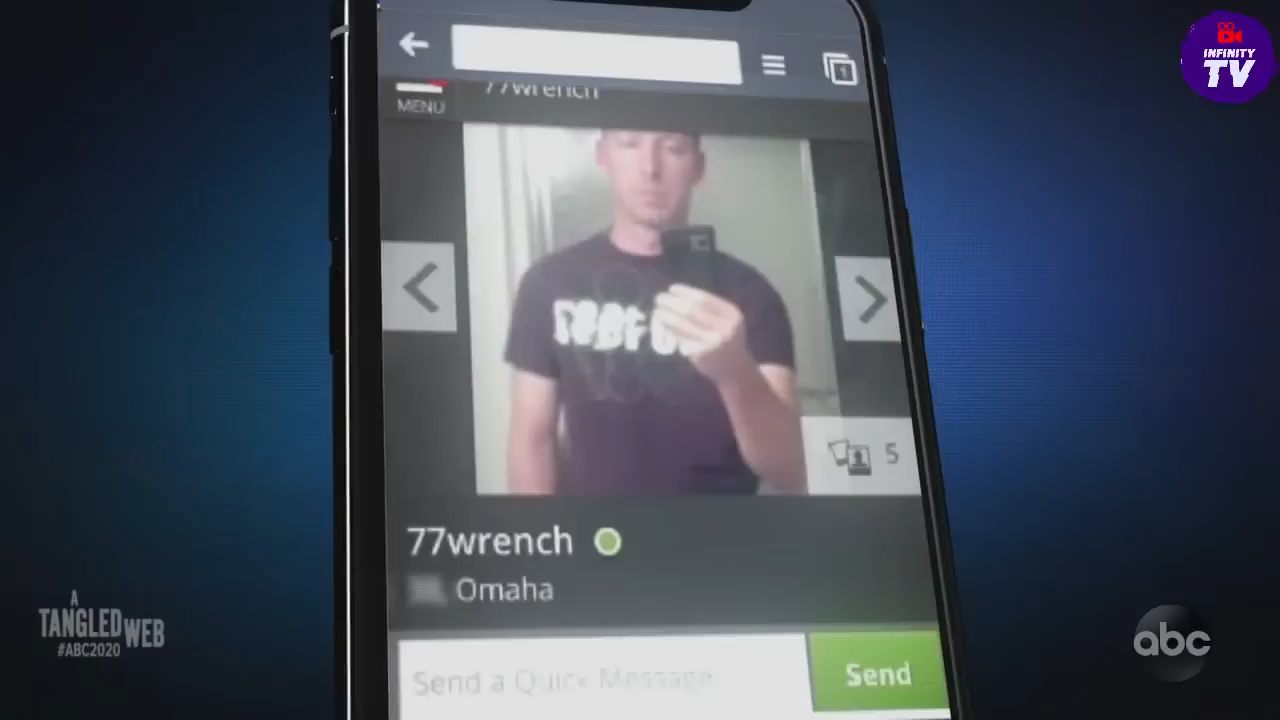 INFINITY
TV
77wrench
MENU
5
77wrench
Omaha
Send a Quick Message
Send
A
TANGLED WEB
#ABC2020
abc